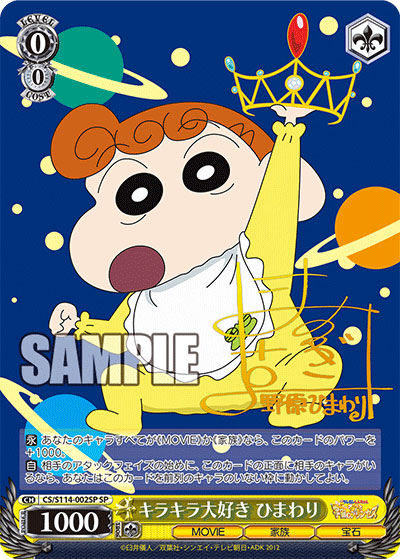 LEVEL
0
0
COST
SAMPLE
野原ひまわり
永 あなたのキャラすべてが《MOVIE》か《家族》なら、このカードのパワーを
+1000。
自 相手のアタックフェイズの始めに、このカードの正面に相手のキャラがい
るなら、あなたはこのカードを前列のキャラのいない枠に動かしてよい。
CH
CS/S114-002SP SP
キラキラ大好き ひまわり
1000
MOVIE
家族
宝石
©臼井儀人/双葉社・シンエイ・テレビ朝日・ADK 2012